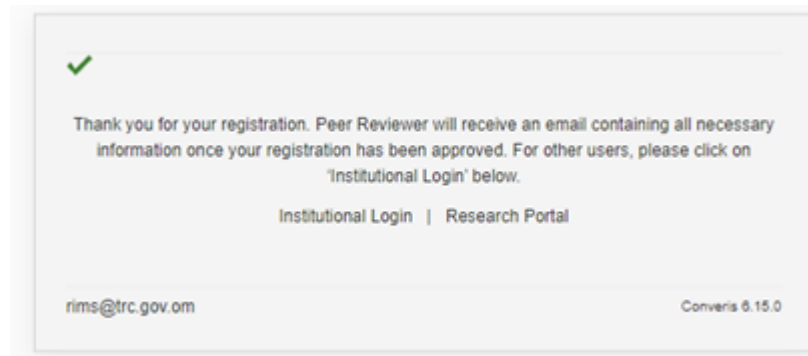 Thank you for your registration. Peer Reviewer will receive an email containing all necessary
information once your registration has been approved. For other users, please click on
'Institutional Login' below.
Institutional Login | Research Portal
rims@trc.gov.om
Converis 6.15.0